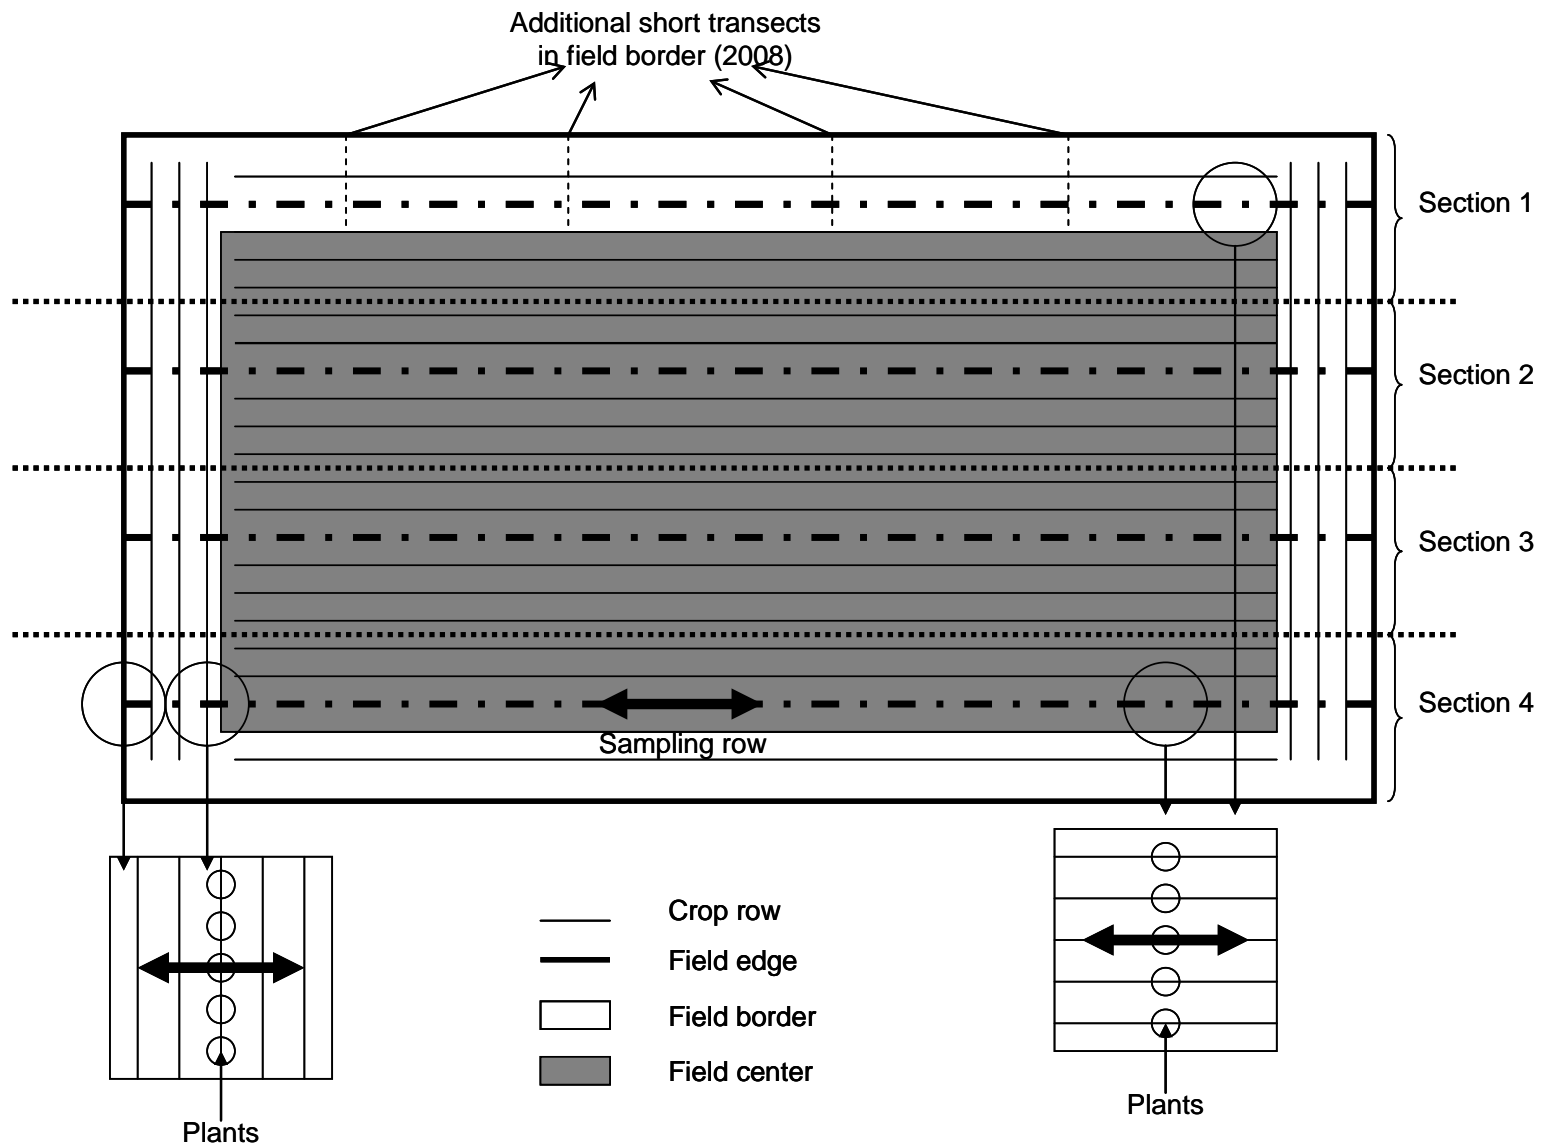 Additional short transects
in field border (2008)
Section 1
Section 2
Section 3
Section 4
Sampling row
Crop row
Field edge
Field border
Field center
Plants
Plants